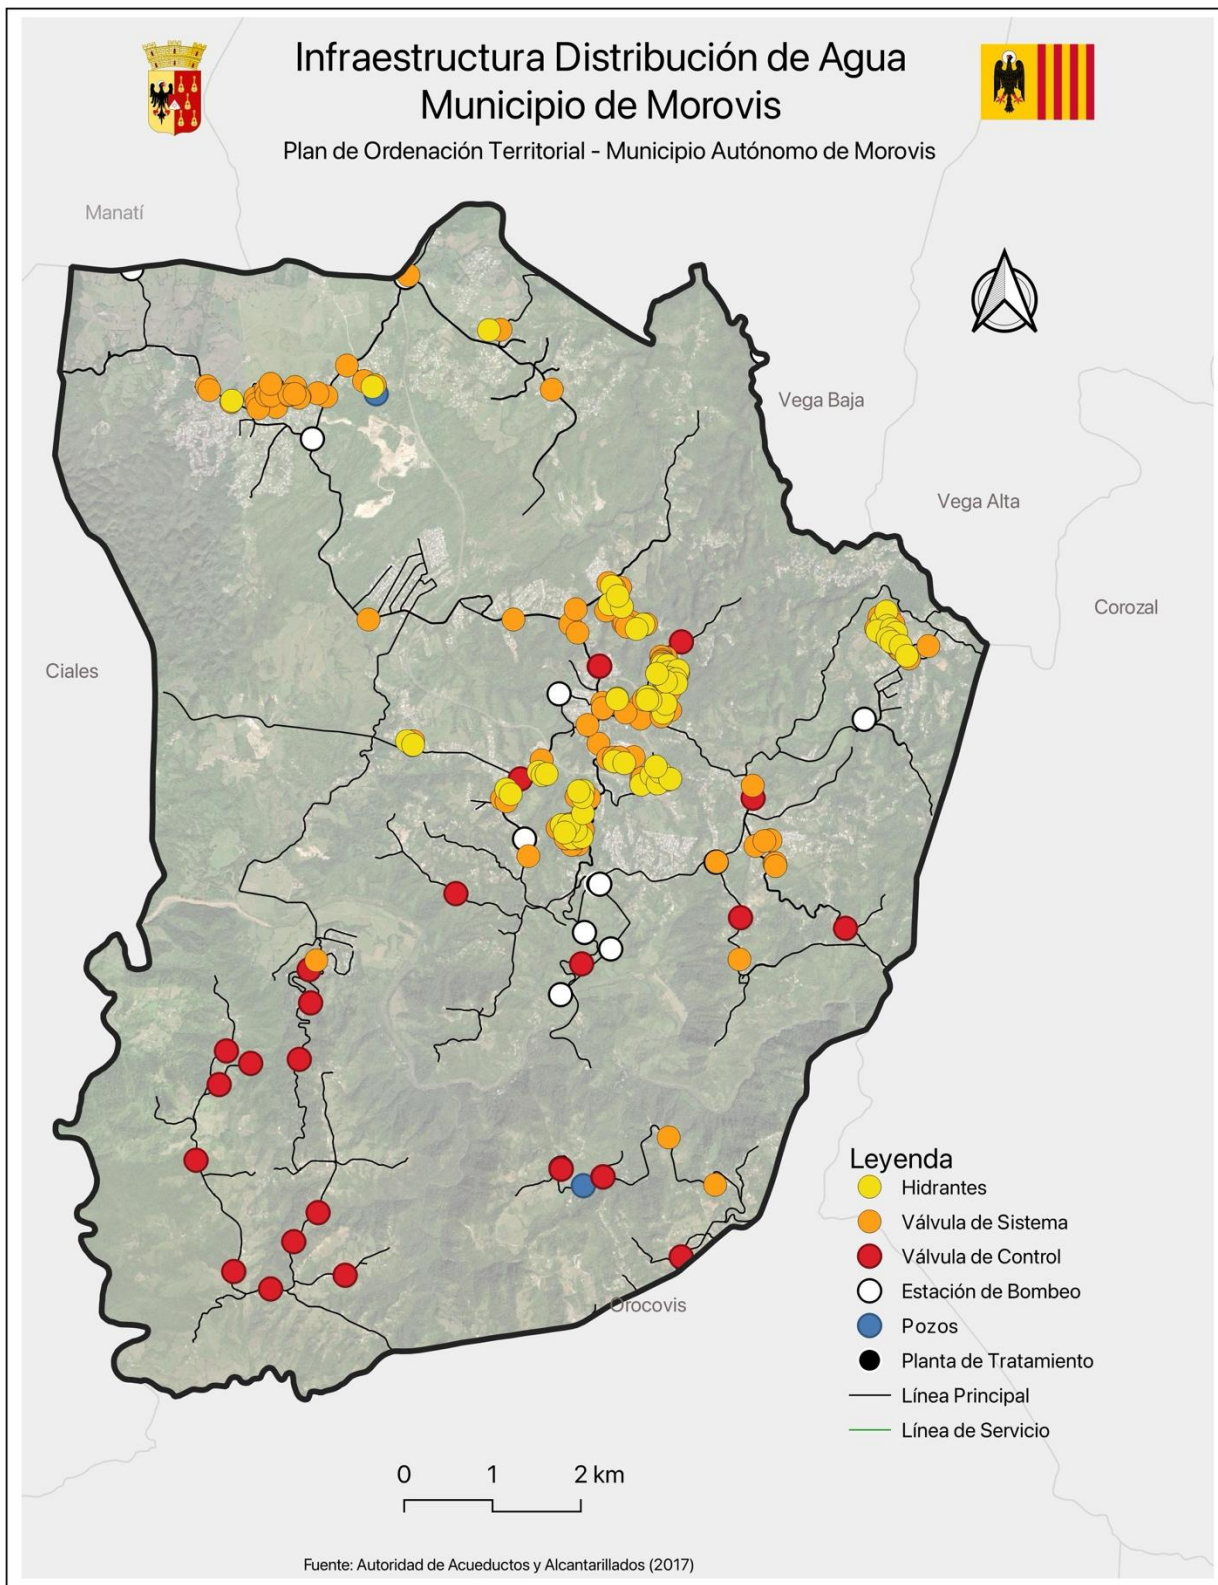 Infraestructura Distribución de Agua
Municipio de Morovis
Plan de Ordenación Territorial - Municipio Autónomo de Morovis
Manatí
Vega Baja
Vega Alta
Corozal
Ciales
Orocovis
Leyenda
Hidrantes
Válvula de Sistema
Válvula de Control
Estación de Bombeo
Pozos
Planta de Tratamiento
Línea Principal
Línea de Servicio
0 1 2 km
Fuente: Autoridad de Acueductos y Alcantarillados (2017)